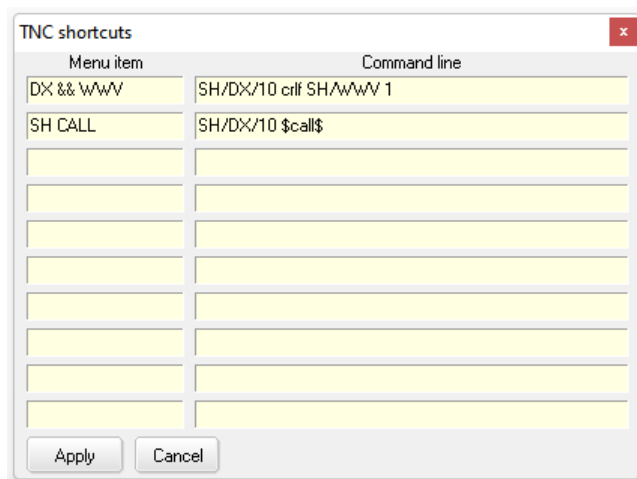 TNC shortcuts
x
Menu item Command line
DX && WWV SH/DX/10 crlf SH/WWV 1
SH CALL SH/DX/10 $call$
Apply Cancel